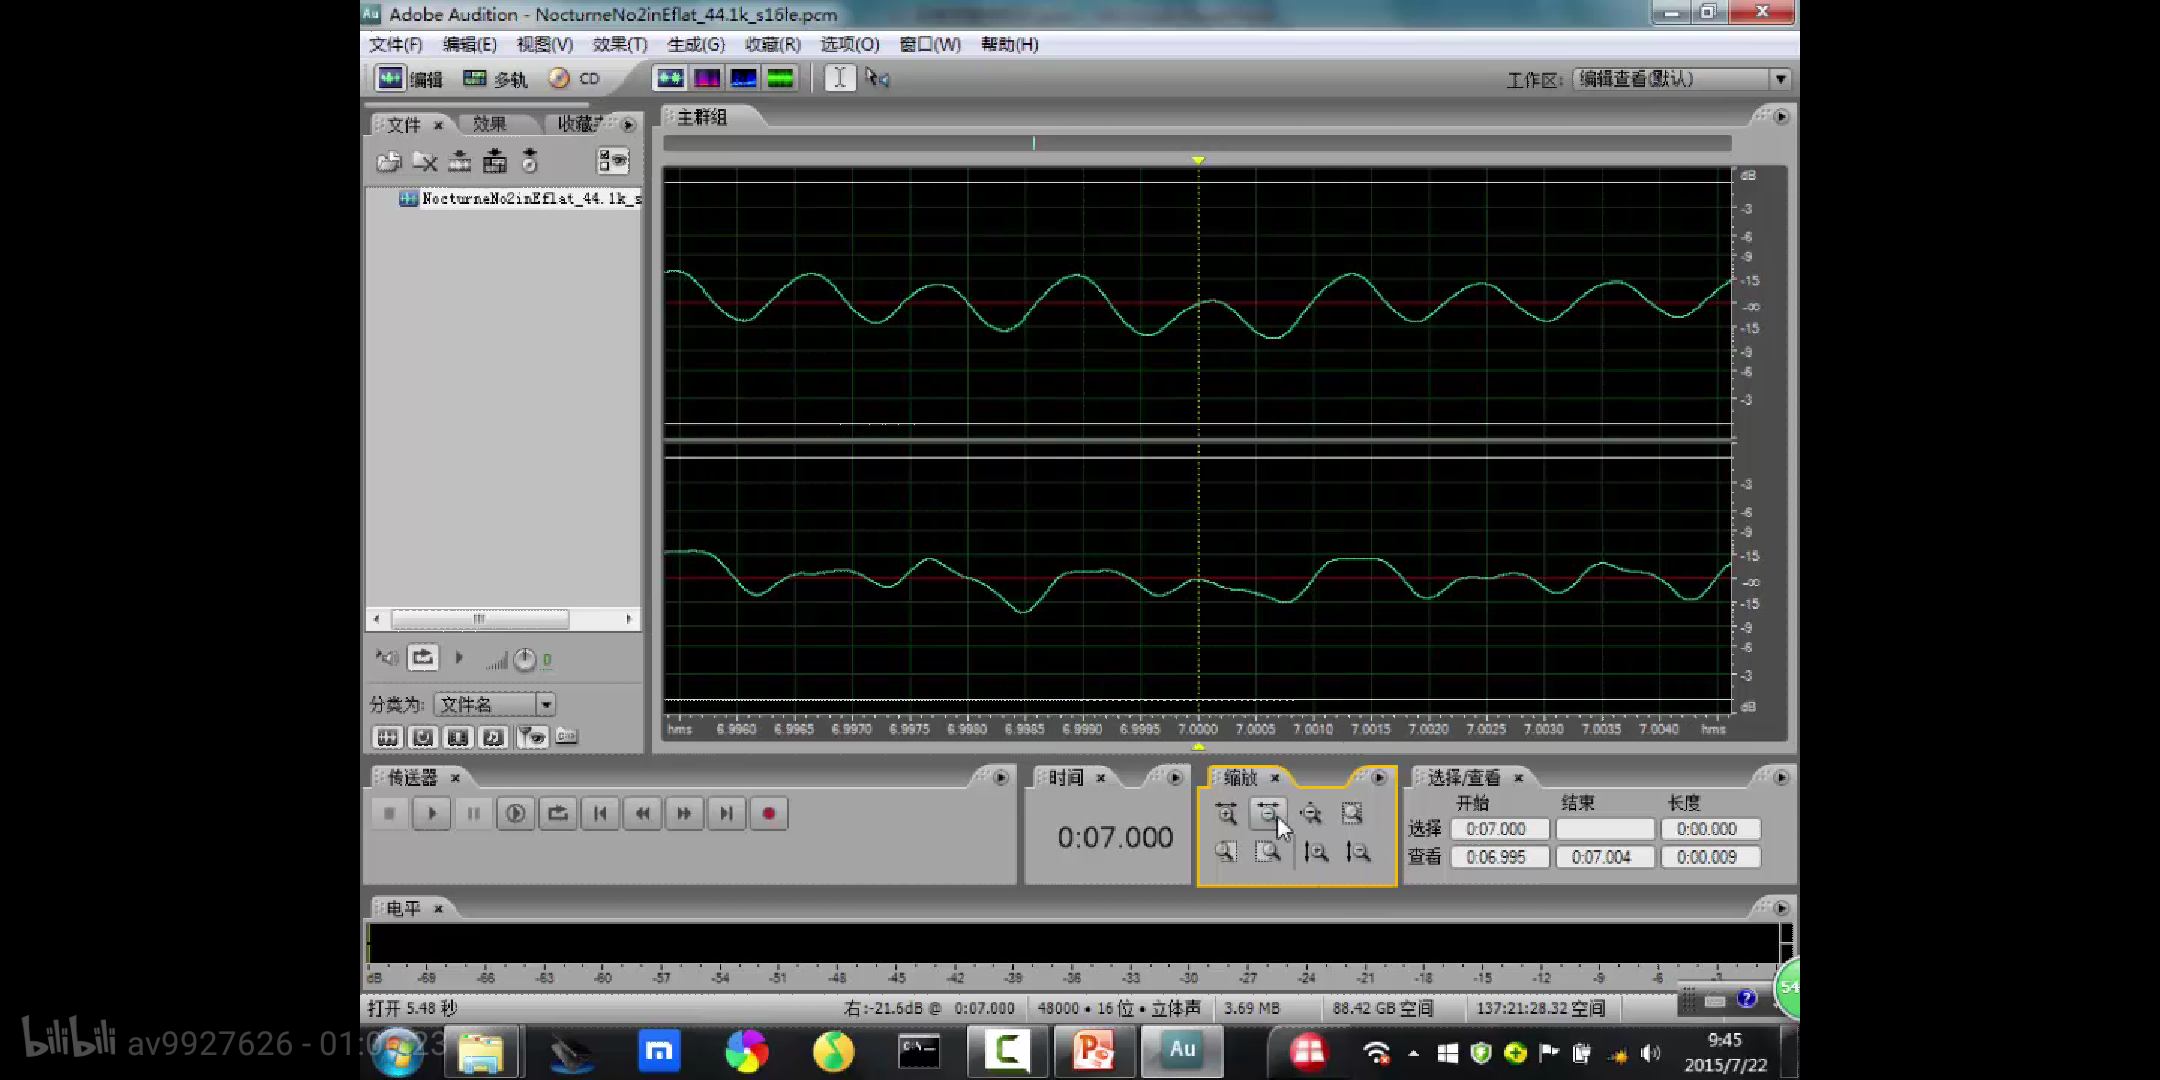 Adobe Audition - NocturneNo2inEflat_44.1k_s16le.pcm
文件(F) 编辑(E) 视图(V) 效果(T) 生成(G) 收藏(R) 选项(O) 窗口(W) 帮助(H)
编辑 多轨 CD 工作区: 编辑查看(默认)
文件 效果 收藏 主群组
NocturneNo2inEflat_44.1k_s
dB
-3
-6
-9
-15
-∞
-15
-9
-6
-3
-3
-6
-9
-15
-∞
-15
-9
-6
-3
dB
0
分类为: 文件名
hms 6.9960 6.9965 6.9970 6.9975 6.9980 6.9985 6.9990 6.9995 7.0000 7.0005 7.0010 7.0015 7.0020 7.0025 7.0030 7.0035 7.0040 hms
传送器 时间 缩放 选择/查看
开始 结束 长度
选择 0:07.000 0:00.000
0:07.000
查看 0:06.995 0:07.004 0:00.009
电平
dB -69 -66 -63 -60 -57 -54 -51 -48 -45 -42 -39 -36 -33 -30 -27 -24 -21 -18 -15 -12 -9 -6 -3
打开 5.48 秒 右:-21.6dB @ 0:07.000 48000 • 16 位 • 立体声 3.69 MB 88.42 GB 空间 137:21:28.32 空间
54
bilibili av9927626 - 01:
23
C:\
Au
9:45
2015/7/22